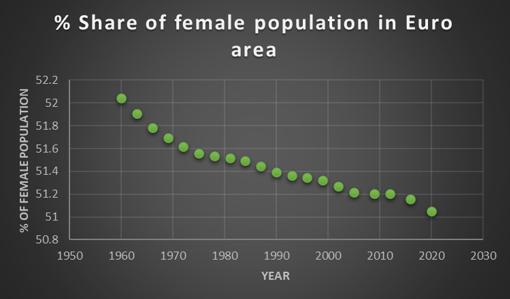 % Share of female population in Euro
area
% OF FEMALE POPULATION
52.2
52
51.8
51.6
51.4
51.2
51
50.8
1950 1960 1970 1980 1990 2000 2010 2020 2030
YEAR